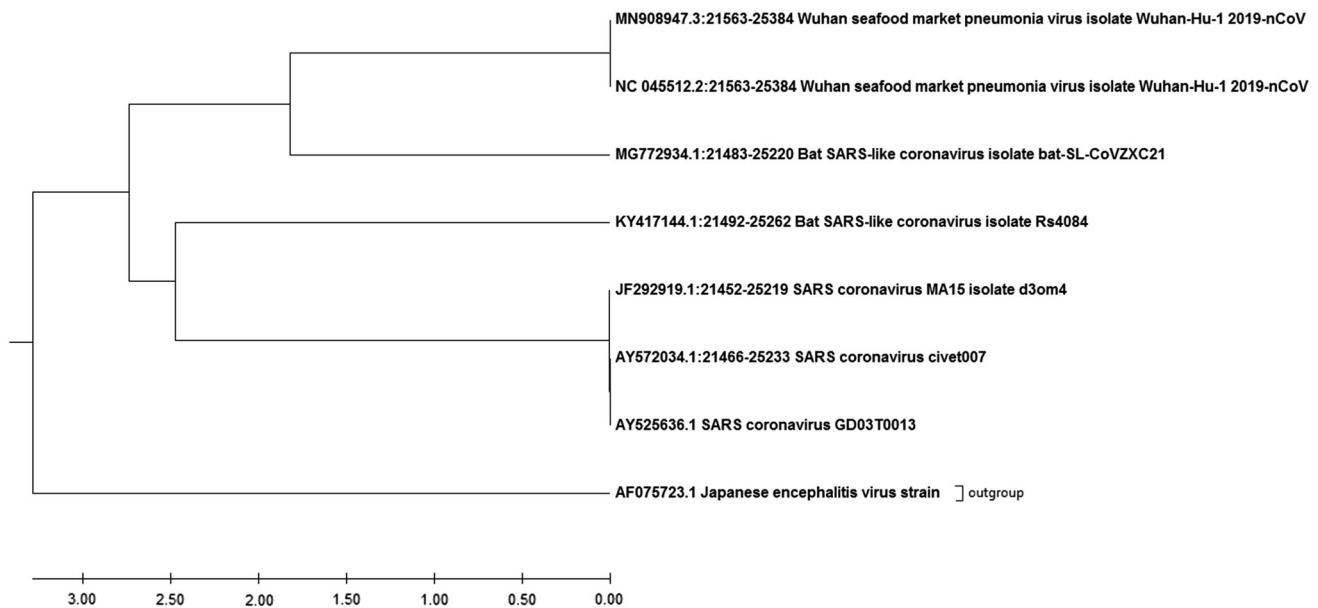 MN908947.3:21563-25384 Wuhan seafood market pneumonia virus isolate Wuhan-Hu-1 2019-nCoV
NC 045512.2:21563-25384 Wuhan seafood market pneumonia virus isolate Wuhan-Hu-1 2019-nCoV
MG772934.1:21483-25220 Bat SARS-like coronavirus isolate bat-SL-CoVZXC21
KY417144.1:21492-25262 Bat SARS-like coronavirus isolate Rs4084
JF292919.1:21452-25219 SARS coronavirus MA15 isolate d3om4
AY572034.1:21466-25233 SARS coronavirus civet007
AY525636.1 SARS coronavirus GD03T0013
AF075723.1 Japanese encephalitis virus strain outgroup
3.00 2.50 2.00 1.50 1.00 0.50 0.00